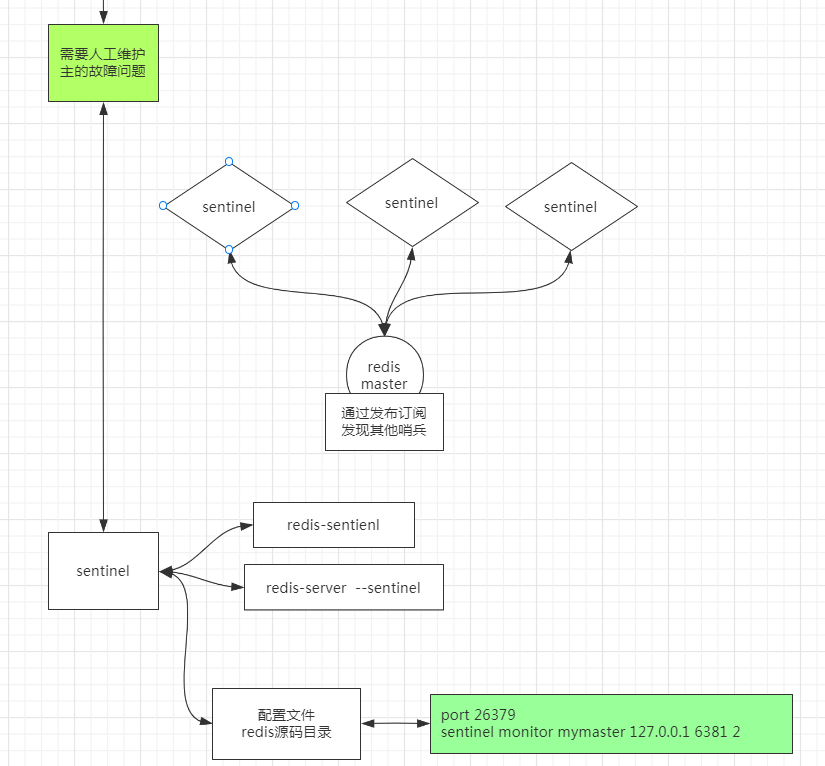 需要人工维护
主的故障问题
sentinel
sentinel
sentinel
redis
master
通过发布订阅
发现其他哨兵
redis-sentienl
sentinel
redis-server --sentinel
配置文件
redis源码目录
port 26379
sentinel monitor mymaster 127.0.0.1 6381 2